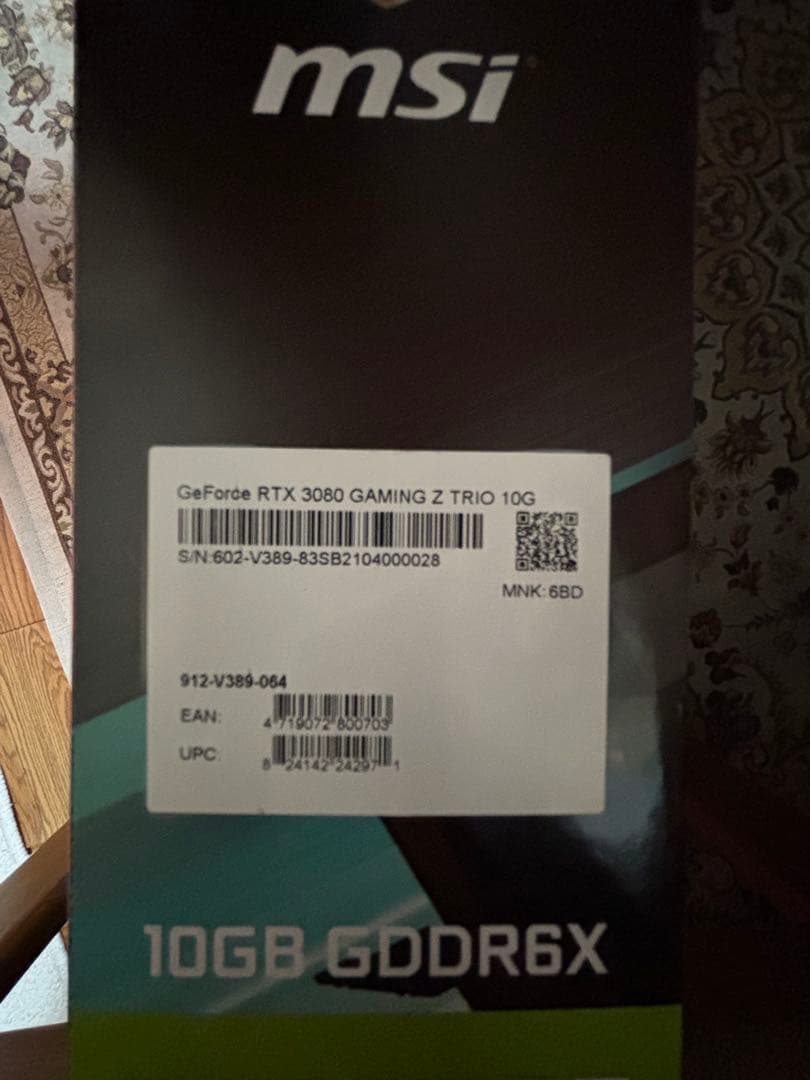 msi
GeForce RTX 3080 GAMING Z TRIO 10G
S/N:602-V389-83SB2104000028
MNK: 6BD
912-V389-064
EAN: 4 719072 800703
UPC: 8 24142 24297 1
10GB GDDR6X